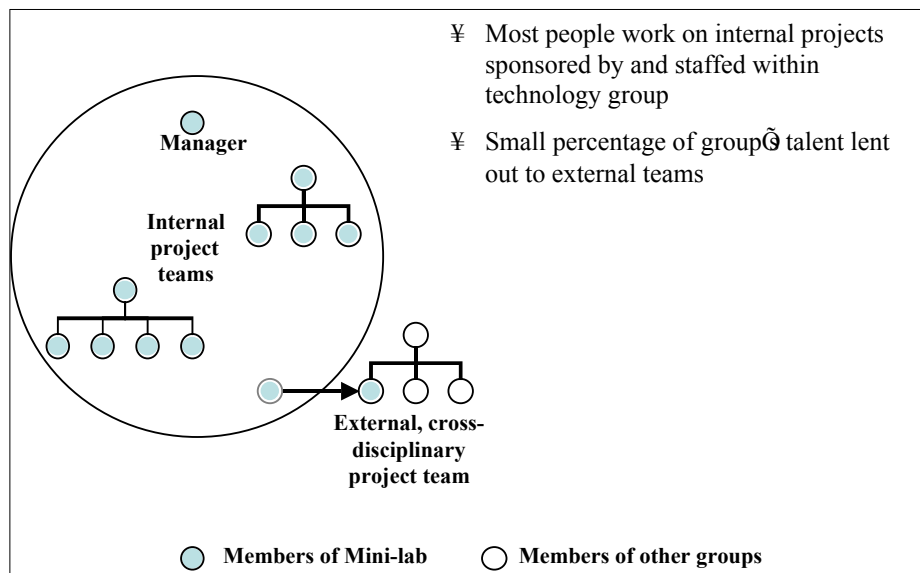 ¥ Most people work on internal projects
sponsored by and staffed within
technology group
¥ Small percentage of talent lent
out to external teams
Manager
Internal
project
teams
External, cross-
disciplinary
project team
Members of Mini-lab
Members of other groups